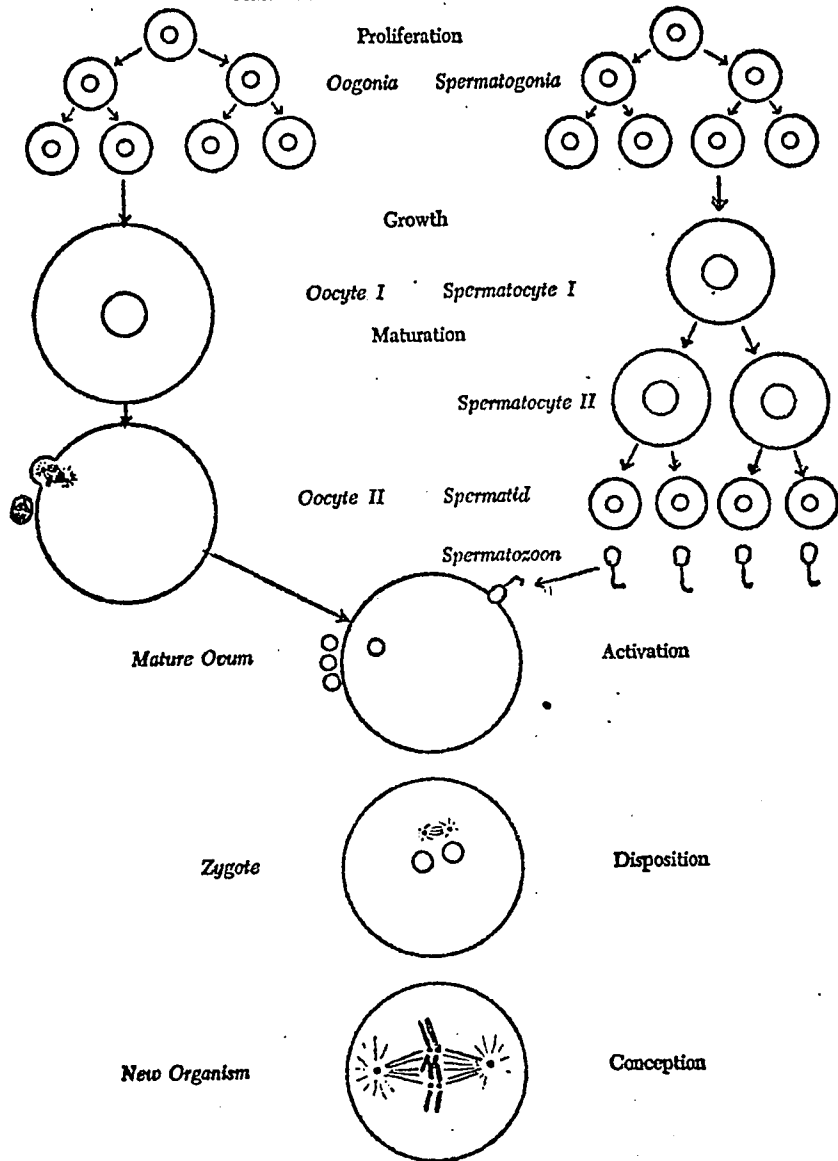 Proliferation
Oogonia Spermatogonia
Growth
Oocyte I Spermatocyte I
Maturation
Spermatocyte II
Oocyte II Spermatid
Spermatozoon
Mature Ovum Activation
Zygote Disposition
New Organism Conception